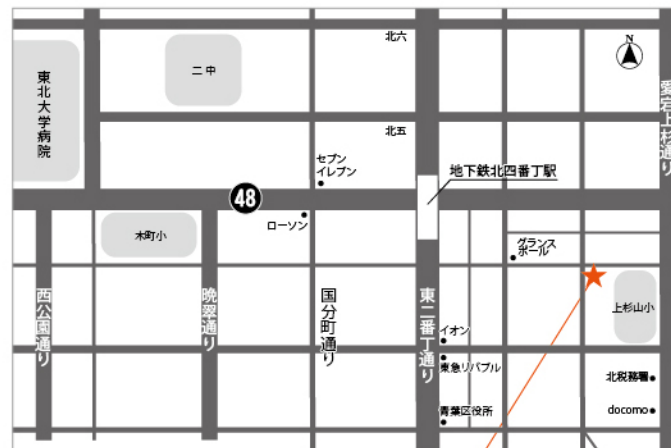 北六
N
二中
東北大学病院
愛宕上杉通り
北五
セブン
イレブン
地下鉄北四番丁駅
48
ローソン
木町小
グランス
ポール
西公園通り
晩翠通り
国分町通り
東二番丁通り
上杉山小
イオン
東急リバブル
北税務署
青葉区役所
docomo